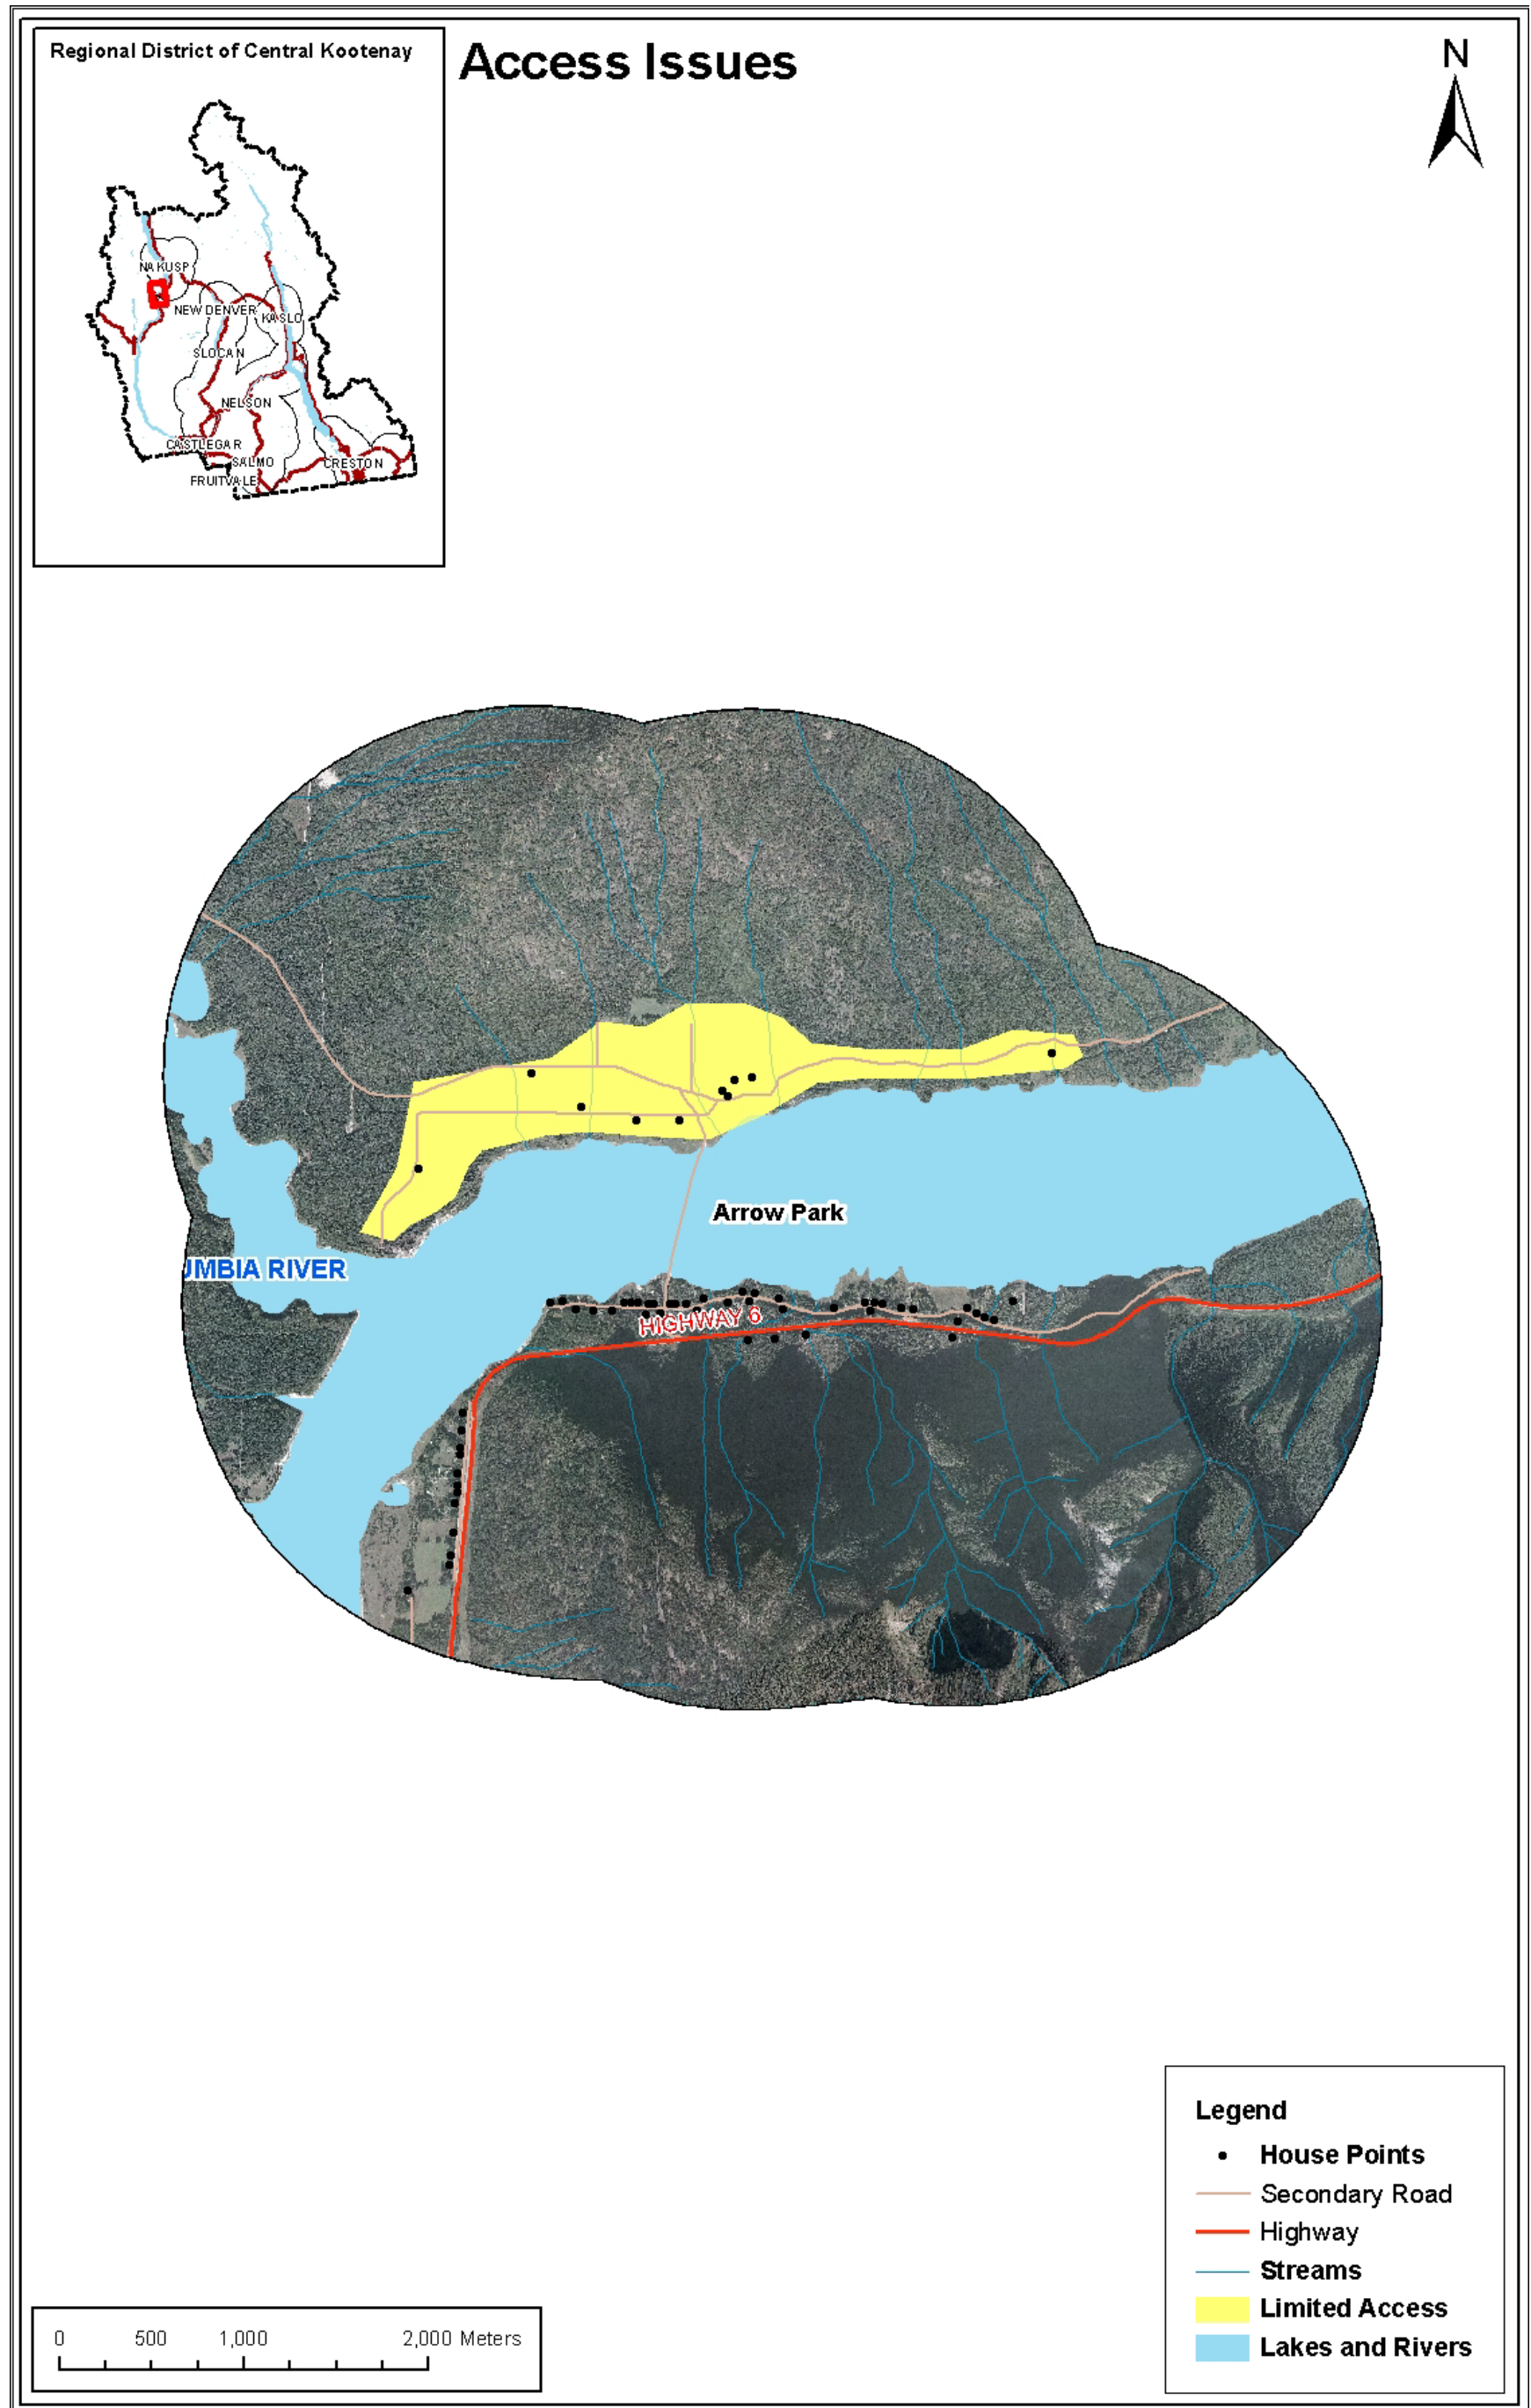 Regional District of Central Kootenay
Access Issues
N
NAKUSP
NEW DENVER
KASLO
SLOCAN
NELSON
CASTLEGAR
SALMO
CRESTON
FRUITVALE
Arrow Park
UMBIA RIVER
HIGHWAY 6
Legend
House Points
Secondary Road
Highway
Streams
Limited Access
Lakes and Rivers
0 500 1,000 2,000 Meters